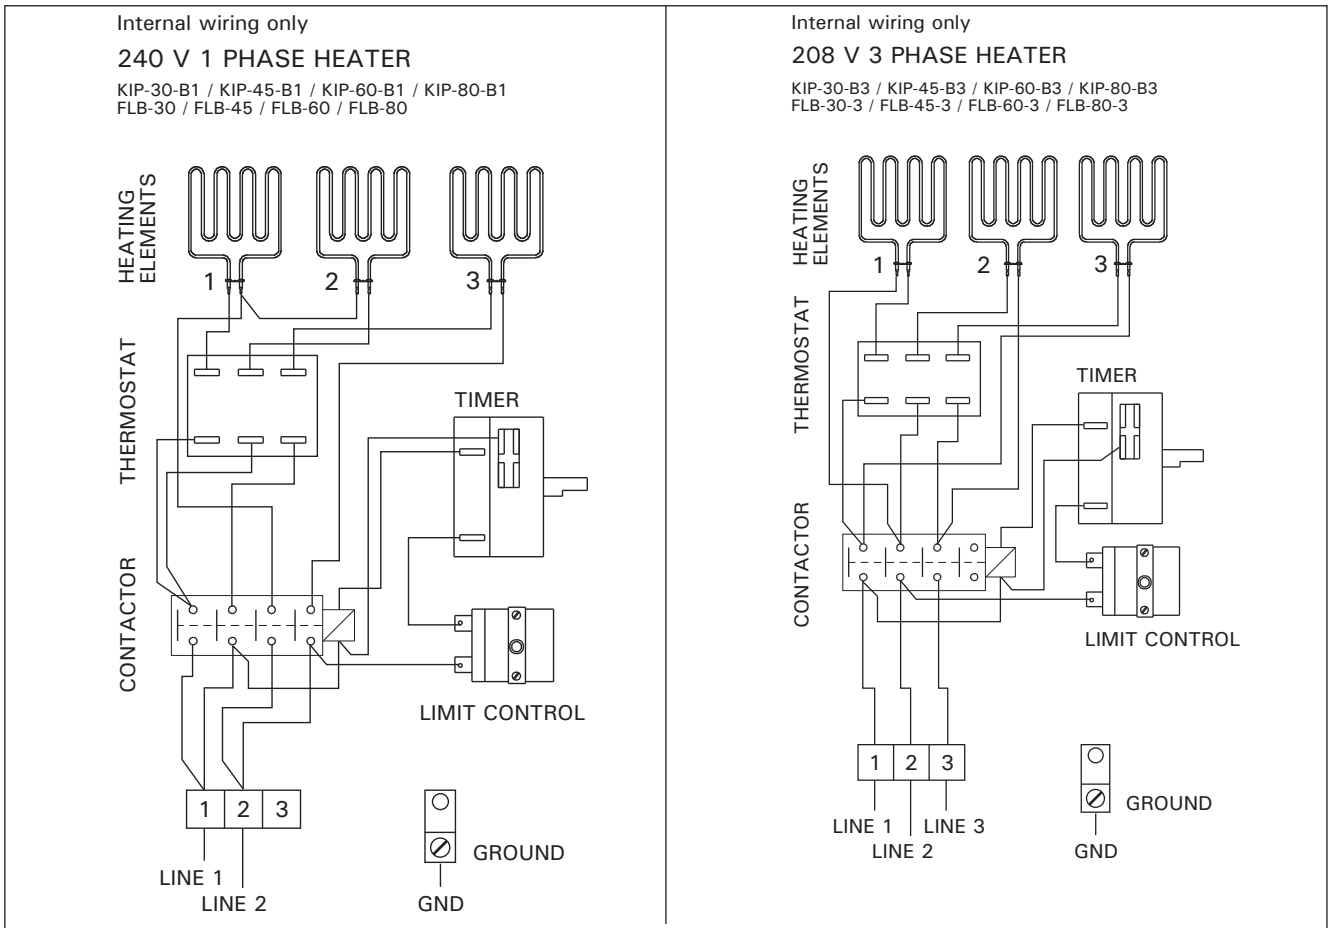 Internal wiring only
240 V 1 PHASE HEATER
KIP-30-B1 / KIP-45-B1 / KIP-60-B1 / KIP-80-B1
FLB-30 / FLB-45 / FLB-60 / FLB-80
HEATING
ELEMENTS
1
2
3
THERMOSTAT
TIMER
CONTACTOR
LIMIT CONTROL
1 2 3
GROUND
LINE 1
LINE 2
GND
Internal wiring only
208 V 3 PHASE HEATER
KIP-30-B3 / KIP-45-B3 / KIP-60-B3 / KIP-80-B3
FLB-30-3 / FLB-45-3 / FLB-60-3 / FLB-80-3
HEATING
ELEMENTS
1
2
3
THERMOSTAT
TIMER
CONTACTOR
LIMIT CONTROL
1 2 3
GROUND
LINE 1
LINE 3
LINE 2
GND